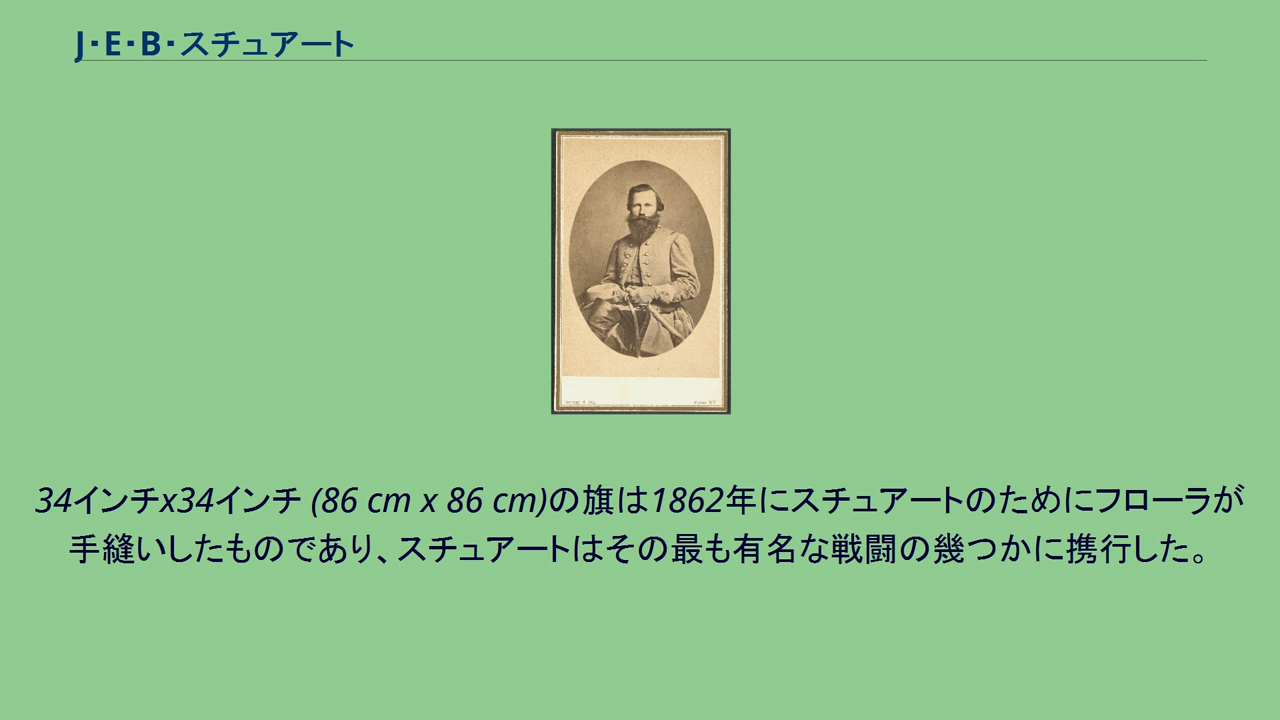 J・E・B・スチュアート
34インチx34インチ (86 cm x 86 cm)の旗は1862年にスチュアートのためにフローラが
手縫いしたものであり、スチュアートはその最も有名な戦闘の幾つかに携行した。